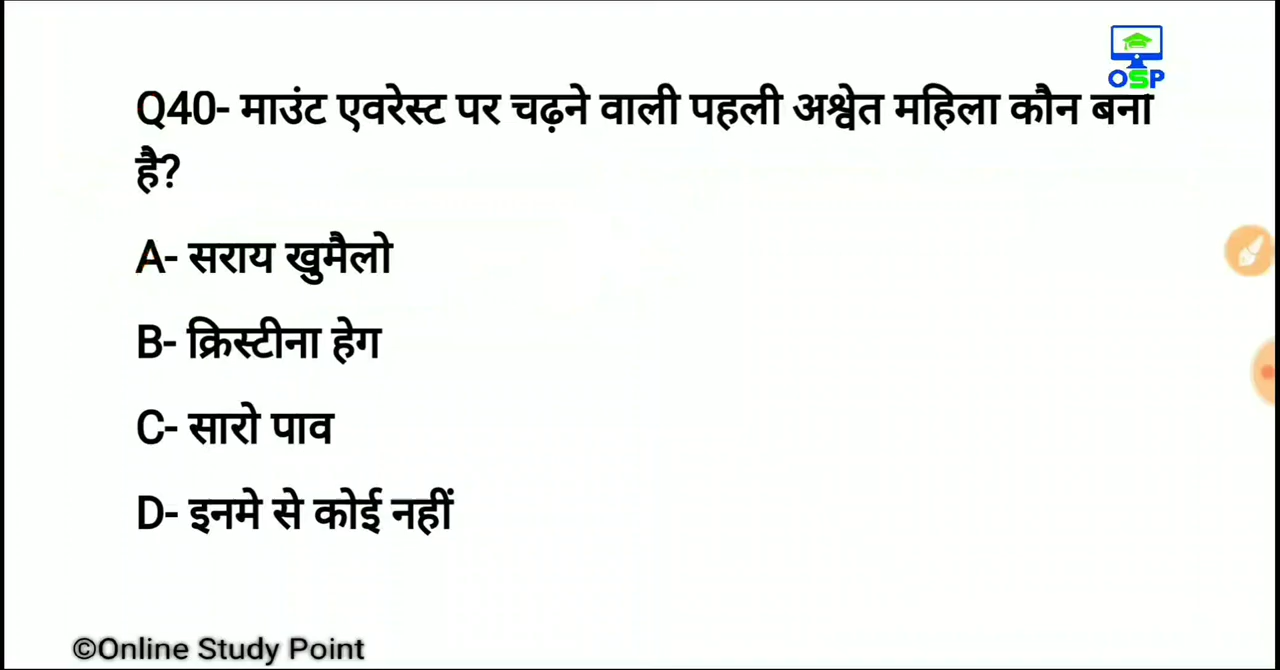 OSP
Q40- माउंट एवरेस्ट पर चढ़ने वाली पहली अश्वेत महिला कौन बना
है?
A- सराय खुमैलो
B- क्रिस्टीना हेग
C- सारो पाव
D- इनमे से कोई नहीं
©Online Study Point